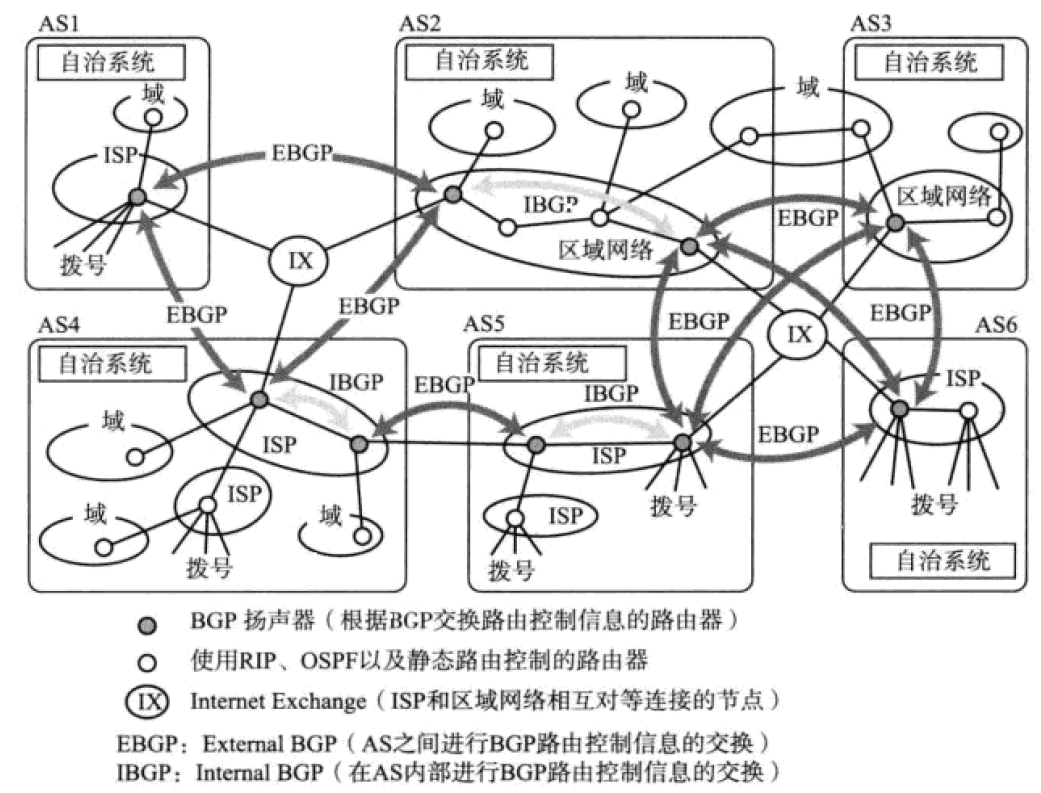 AS1
AS2
AS3
自治系统
自治系统
自治系统
域
域
域
域
ISP
EBGP
IBGP
区域网络
EBGP
区域网络
拨号
IX
EBGP
EBGP
EBGP
IX
EBGP
AS4
AS5
AS6
自治系统
自治系统
IBGP
EBGP
IBGP
ISP
域
ISP
ISP
EBGP
ISP
拨号
拨号
域
域
ISP
拨号
拨号
自治系统
BGP 扬声器（根据BGP交换路由控制信息的路由器）
使用RIP、OSPF以及静态路由控制的路由器
IX Internet Exchange（ISP和区域网络相互对等连接的节点）
EBGP：External BGP（AS之间进行BGP路由控制信息的交换）
IBGP：Internal BGP（在AS内部进行BGP路由控制信息的交换）